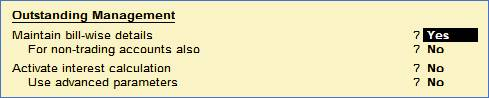 Outstanding Management
Maintain bill-wise details ? Yes
For non-trading accounts also ? No
Activate interest calculation ? No
Use advanced parameters ? No